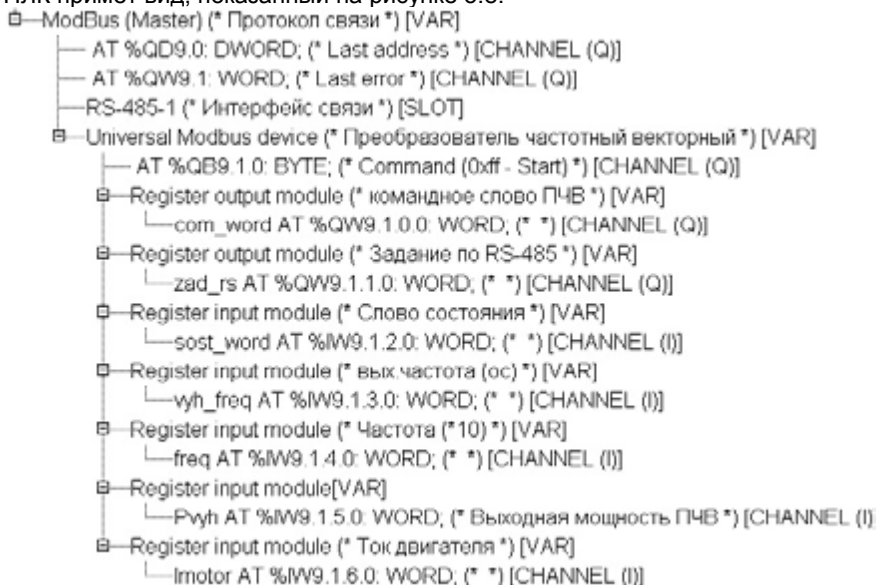 ПЛК примет вид, показанный на рисунке
ModBus (Master) (* Протокол связи *) [VAR]
AT %QD9.0: DWORD; (* Last address *) [CHANNEL (Q)]
AT %QW9.1: WORD; (* Last error *) [CHANNEL (Q)]
RS-485-1 (* Интерфейс связи *) [SLOT]
Universal Modbus device (* Преобразователь частотный векторный *) [VAR]
AT %QB9.1.0: BYTE; (* Command (0xff - Start) *) [CHANNEL (Q)]
Register output module (* командное слово ПЧВ *) [VAR]
com_word AT %QW9.1.0.0: WORD; (* *) [CHANNEL (Q)]
Register output module (* Задание по RS-485 *) [VAR]
zad_rs AT %QW9.1.1.0: WORD; (* *) [CHANNEL (Q)]
Register input module (* Слово состояния *) [VAR]
sost_word AT %IW9.1.2.0: WORD; (* *) [CHANNEL (I)]
Register input module (* вых.частота (ос) *) [VAR]
vyh_freq AT %IW9.1.3.0: WORD; (* *) [CHANNEL (I)]
Register input module (* Частота (*10) *) [VAR]
freq AT %IW9.1.4.0: WORD; (* *) [CHANNEL (I)]
Register input module[VAR]
Pvyh AT %IW9.1.5.0: WORD; (* Выходная мощность ПЧВ *) [CHANNEL (I)
Register input module (* Ток двигателя *) [VAR]
Imotor AT %IW9.1.6.0: WORD; (* *) [CHANNEL (I)]